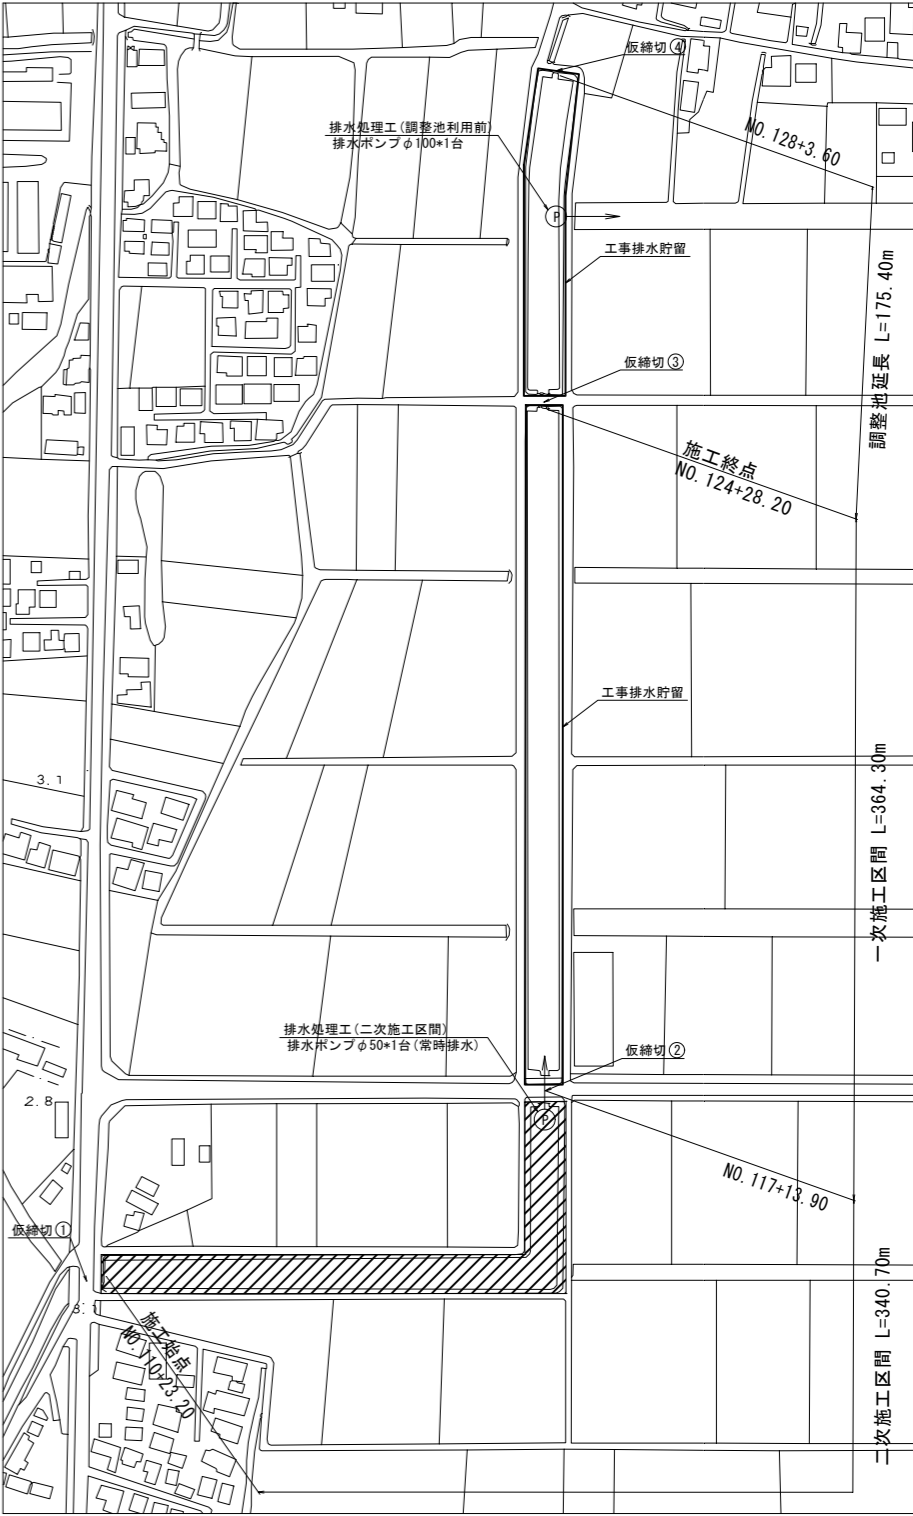 仮締切④
排水処理工(調整池利用前)
排水ポンプφ100*1台
NO. 128+3.60
P
工事排水貯留
調整池延長 L=175.40m
仮締切③
施工終点
NO. 124+28.20
工事排水貯留
3.1
一次施工区間 L=364.30m
排水処理工(二次施工区間)
排水ポンプφ50*1台(常時排水)
仮締切②
2.8
P
NO. 117+13.90
仮締切①
3.1
施工始点
NO. 110+23.20
二次施工区間 L=340.70m